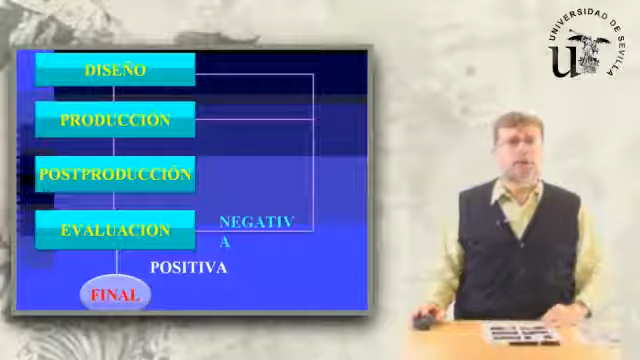 DISEÑO
PRODUCCION
POSTPRODUCCIÓN
EVALUACION
NEGATIV
A
POSITIVA
FINAL
UNIVERSIDAD DE SEVILLA